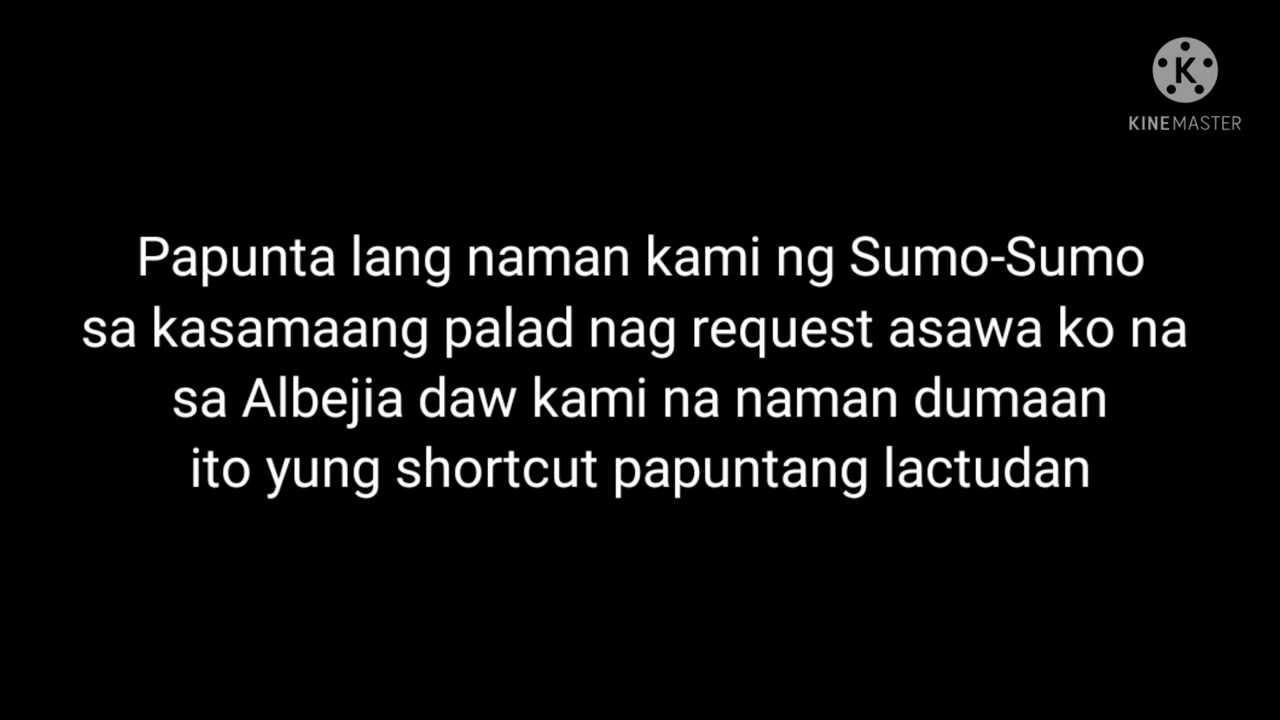 KINEMASTER
Papunta lang naman kami ng Sumo-Sumo
sa kasamaang palad nag request asawa ko na
sa Albejia daw kami na naman dumaan
ito yung shortcut papuntang lactudan